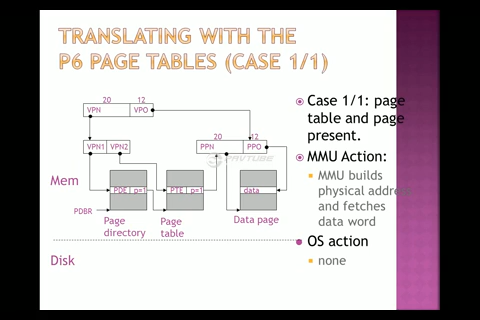 TRANSLATING WITH THE
P6 PAGE TABLES (CASE 1/1)
20 12
VPN VPO
20 12
VPN1 VPN2 PPN PPO
PAVTUBE
Mem
PDE p=1 PTE p=1 data
PDBR
Page
directory
Page
table
Data page
Disk
Case 1/1: page
table and page
present.
MMU Action:
MMU builds
physical address
and fetches
data word
OS action
none